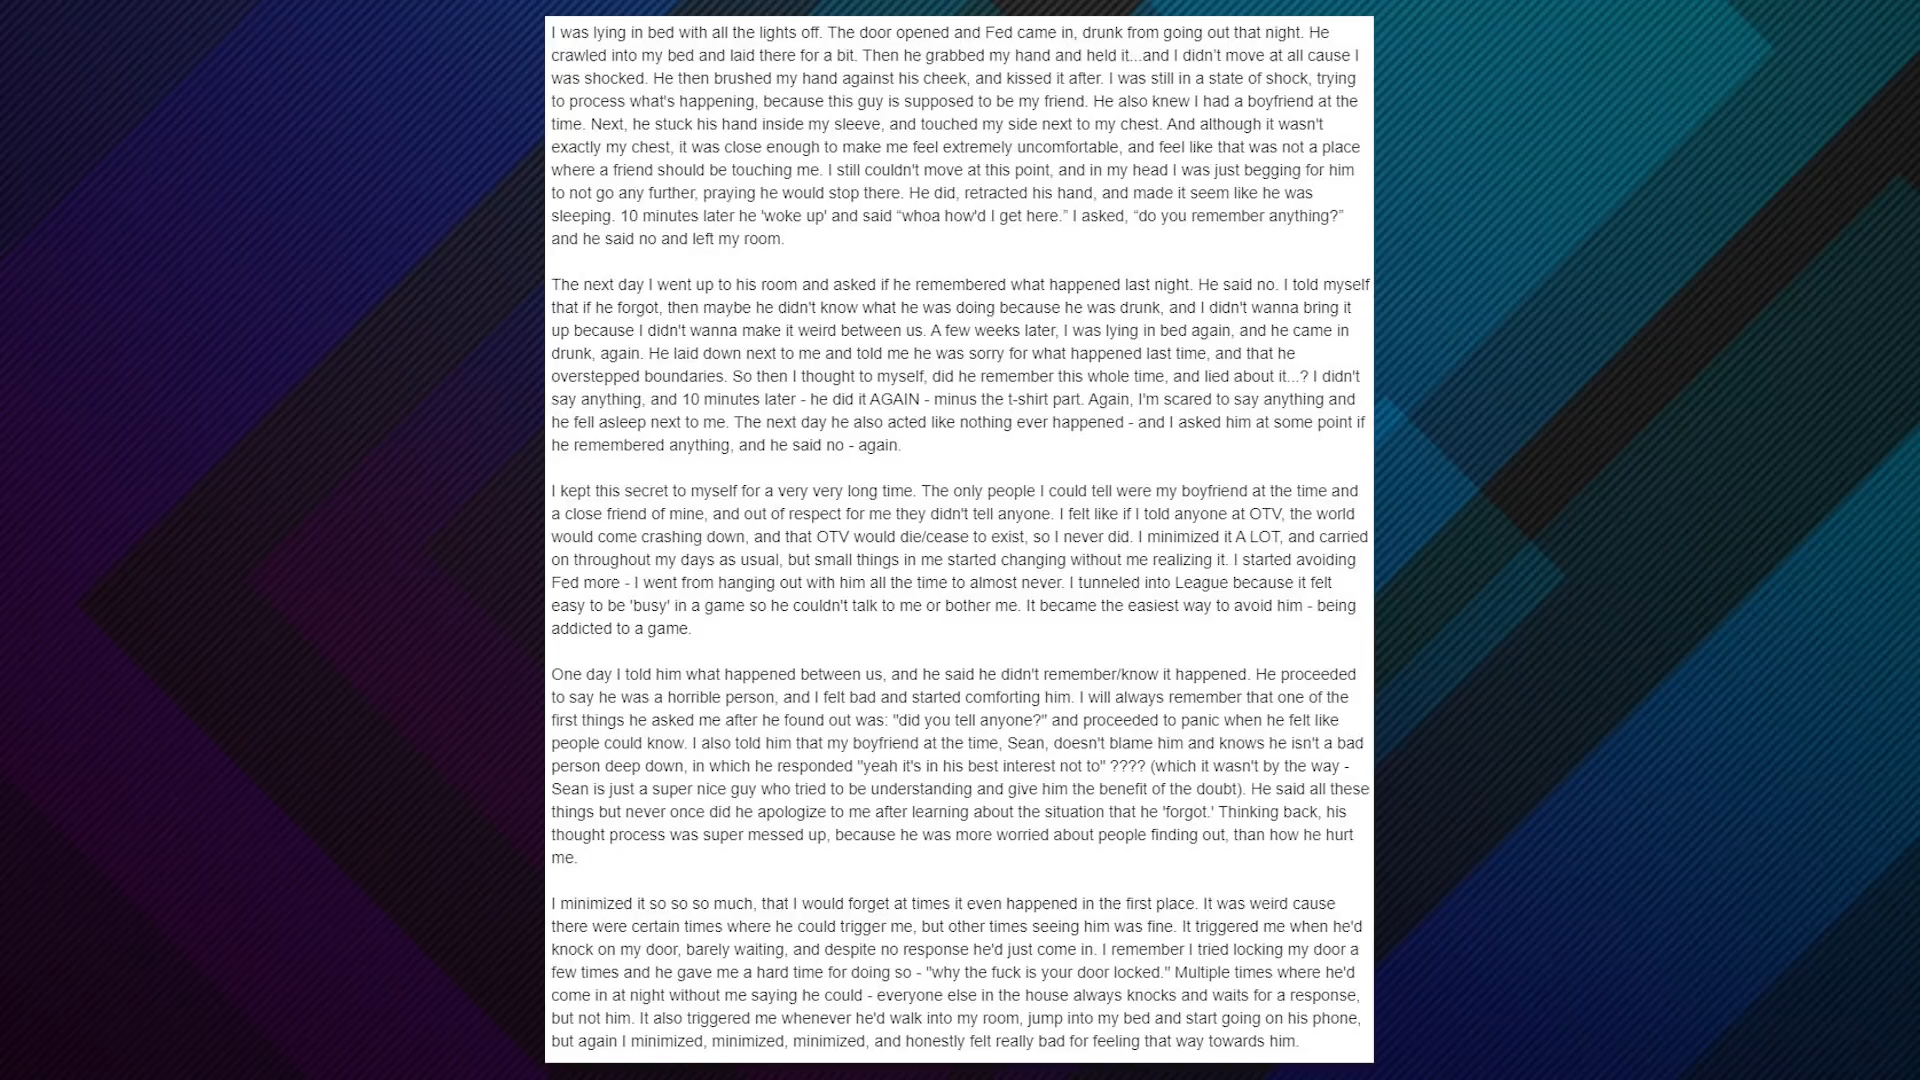 I was lying in bed with all the lights off. The door opened and Fed came in, drunk from going out that night. He
crawled into my bed and laid there for a bit. Then he grabbed my hand and held it...and I didn't move at all cause I
was shocked. He then brushed my hand against his cheek, and kissed it after. I was still in a state of shock, trying
to process what's happening, because this guy is supposed to be my friend. He also knew I had a boyfriend at the
time. Next, he stuck his hand inside my sleeve, and touched my side next to my chest. And although it wasn't
exactly my chest, it was close enough to make me feel extremely uncomfortable, and feel like that was not a place
where a friend should be touching me. I still couldn't move at this point, and in my head I was just begging for him
to not go any further, praying he would stop there. He did, retracted his hand, and made it seem like he was
sleeping. 10 minutes later he 'woke up' and said “whoa how'd I get here.” I asked, “do you remember anything?”
and he said no and left my room.
The next day I went up to his room and asked if he remembered what happened last night. He said no. I told myself
that if he forgot, then maybe he didn't know what he was doing because he was drunk, and I didn't wanna bring it
up because I didn't wanna make it weird between us. A few weeks later, I was lying in bed again, and he came in
drunk, again. He laid down next to me and told me he was sorry for what happened last time, and that he
overstepped boundaries. So then I thought to myself, did he remember this whole time, and lied about it...? I didn't
say anything, and 10 minutes later - he did it AGAIN - minus the t-shirt part. Again, I'm scared to say anything and
he fell asleep next to me. The next day he also acted like nothing ever happened - and I asked him at some point if
he remembered anything, and he said no - again.
I kept this secret to myself for a very very long time. The only people I could tell were my boyfriend at the time and
a close friend of mine, and out of respect for me they didn't tell anyone. I felt like if I told anyone at OTV, the world
would come crashing down, and that OTV would die/cease to exist, so I never did. I minimized it A LOT, and carried
on throughout my days as usual, but small things in me started changing without me realizing it. I started avoiding
Fed more - I went from hanging out with him all the time to almost never. I tunneled into League because it felt
easy to be 'busy' in a game so he couldn't talk to me or bother me. It became the easiest way to avoid him - being
addicted to a game.
One day I told him what happened between us, and he said he didn't remember/know it happened. He proceeded
to say he was a horrible person, and I felt bad and started comforting him. I will always remember that one of the
first things he asked me after he found out was: "did you tell anyone?" and proceeded to panic when he felt like
people could know. I also told him that my boyfriend at the time, Sean, doesn't blame him and knows he isn't a bad
person deep down, in which he responded "yeah it's in his best interest not to" ???? (which it wasn't by the way -
Sean is just a super nice guy who tried to be understanding and give him the benefit of the doubt). He said all these
things but never once did he apologize to me after learning about the situation that he 'forgot.' Thinking back, his
thought process was super messed up, because he was more worried about people finding out, than how he hurt
me.
I minimized it so so so much, that I would forget at times it even happened in the first place. It was weird cause
there were certain times where he could trigger me, but other times seeing him was fine. It triggered me when he'd
knock on my door, barely waiting, and despite no response he'd just come in. I remember I tried locking my door a
few times and he gave me a hard time for doing so - "why the fuck is your door locked." Multiple times where he'd
come in at night without me saying he could - everyone else in the house always knocks and waits for a response,
but not him. It also triggered me whenever he'd walk into my room, jump into my bed and start going on his phone,
but again I minimized, minimized, minimized, and honestly felt really bad for feeling that way towards him.